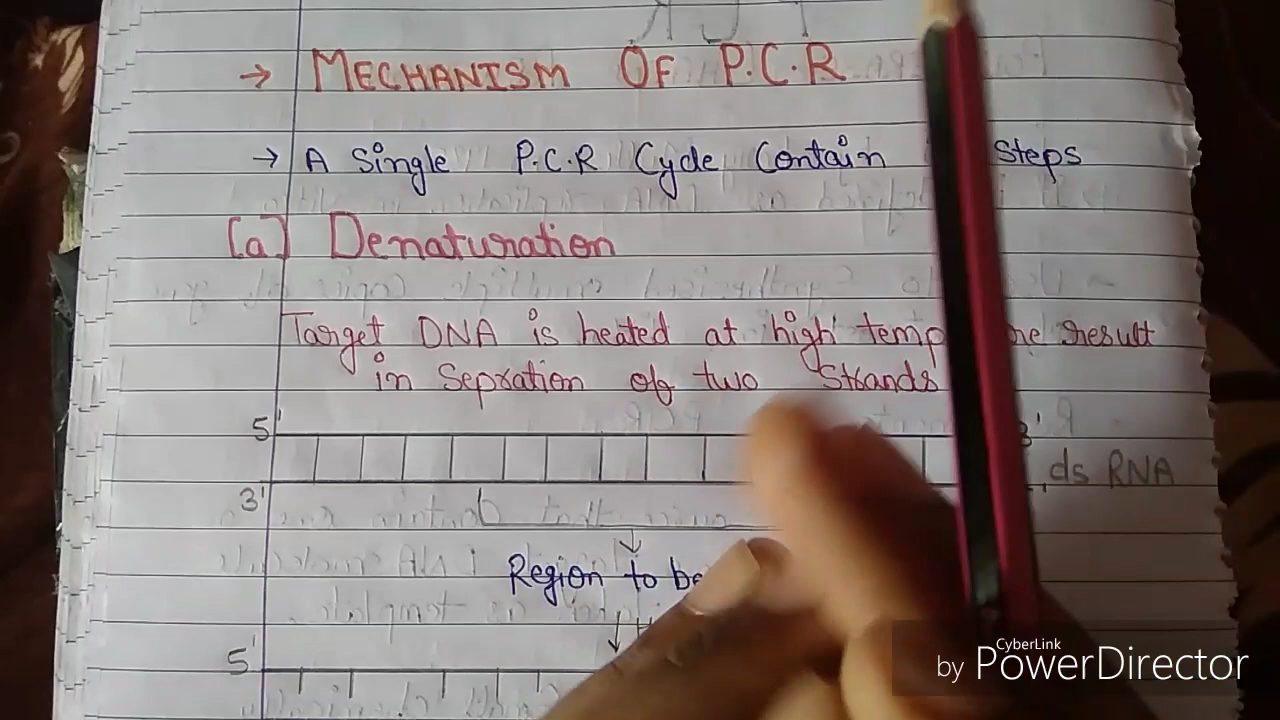 → MECHANISM OF P.C.R
→ A Single P.C.R Cycle Contain Steps
[a] Denaturation
Target DNA is heated at high temp result
in Sepration of two Strands
5' 3'
ds RNA
3'
Region to be
5'
CyberLink
by PowerDirector